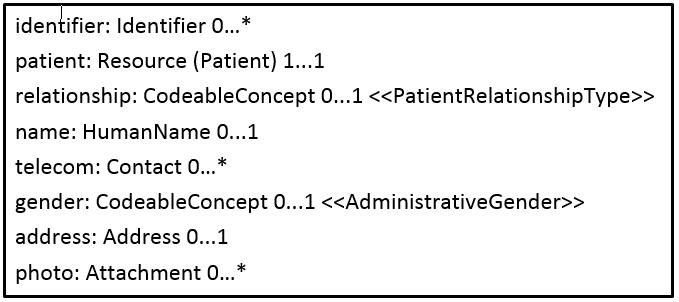 identifier: Identifier 0...*
patient: Resource (Patient) 1...1
relationship: CodeableConcept 0...1 <<PatientRelationshipType>>
name: HumanName 0...1
telecom: Contact 0...*
gender: CodeableConcept 0...1 <<AdministrativeGender>>
address: Address 0...1
photo: Attachment 0...*